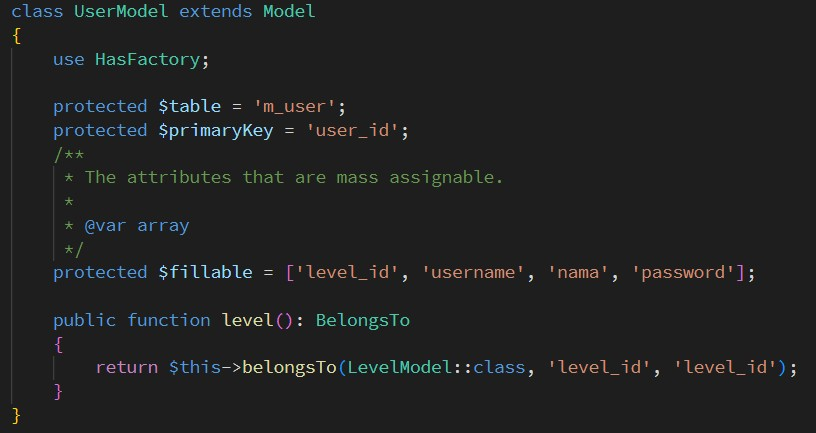 class UserModel extends Model
{
    use HasFactory;

    protected $table = 'm_user';
    protected $primaryKey = 'user_id';
    /**
     * The attributes that are mass assignable.
     *
     * @var array
     */
    protected $fillable = ['level_id', 'username', 'nama', 'password'];

    public function level(): BelongsTo
    {
        return $this->belongsTo(LevelModel::class, 'level_id', 'level_id');
    }
}